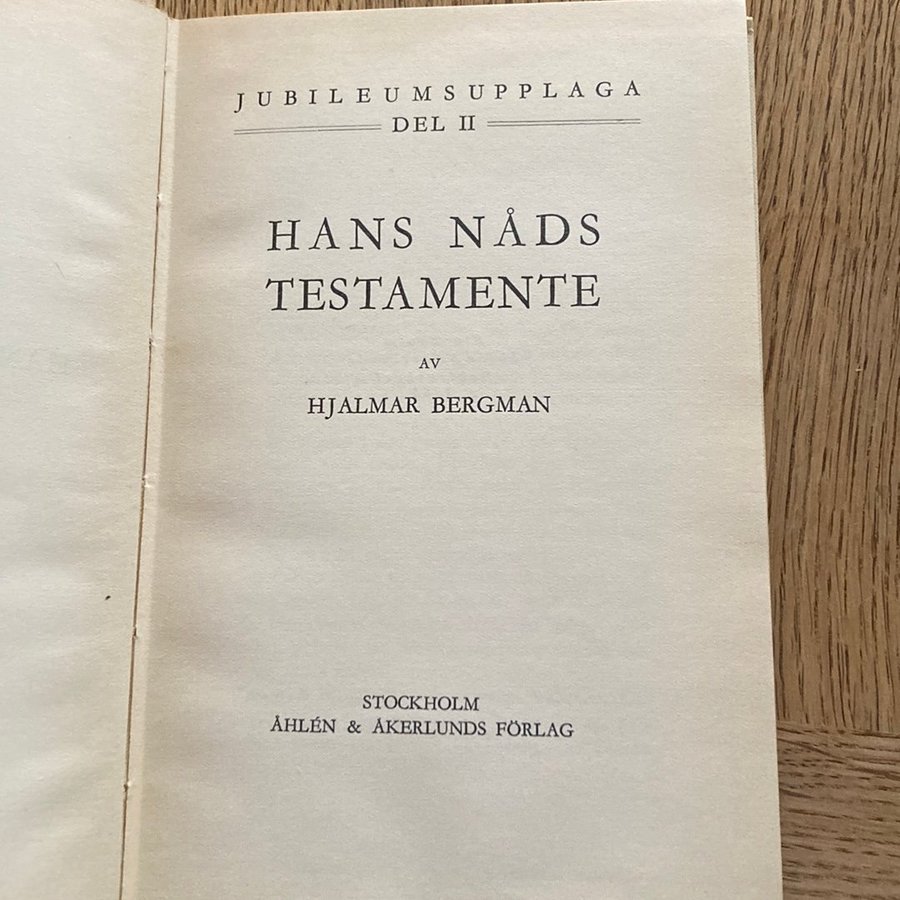 JUBILEUMSUPPLAGA
DEL II
HANS NÅDS
TESTAMENTE
AV
HJALMAR BERGMAN
STOCKHOLM
ÅHLÉN & ÅKERLUNDS FÖRLAG